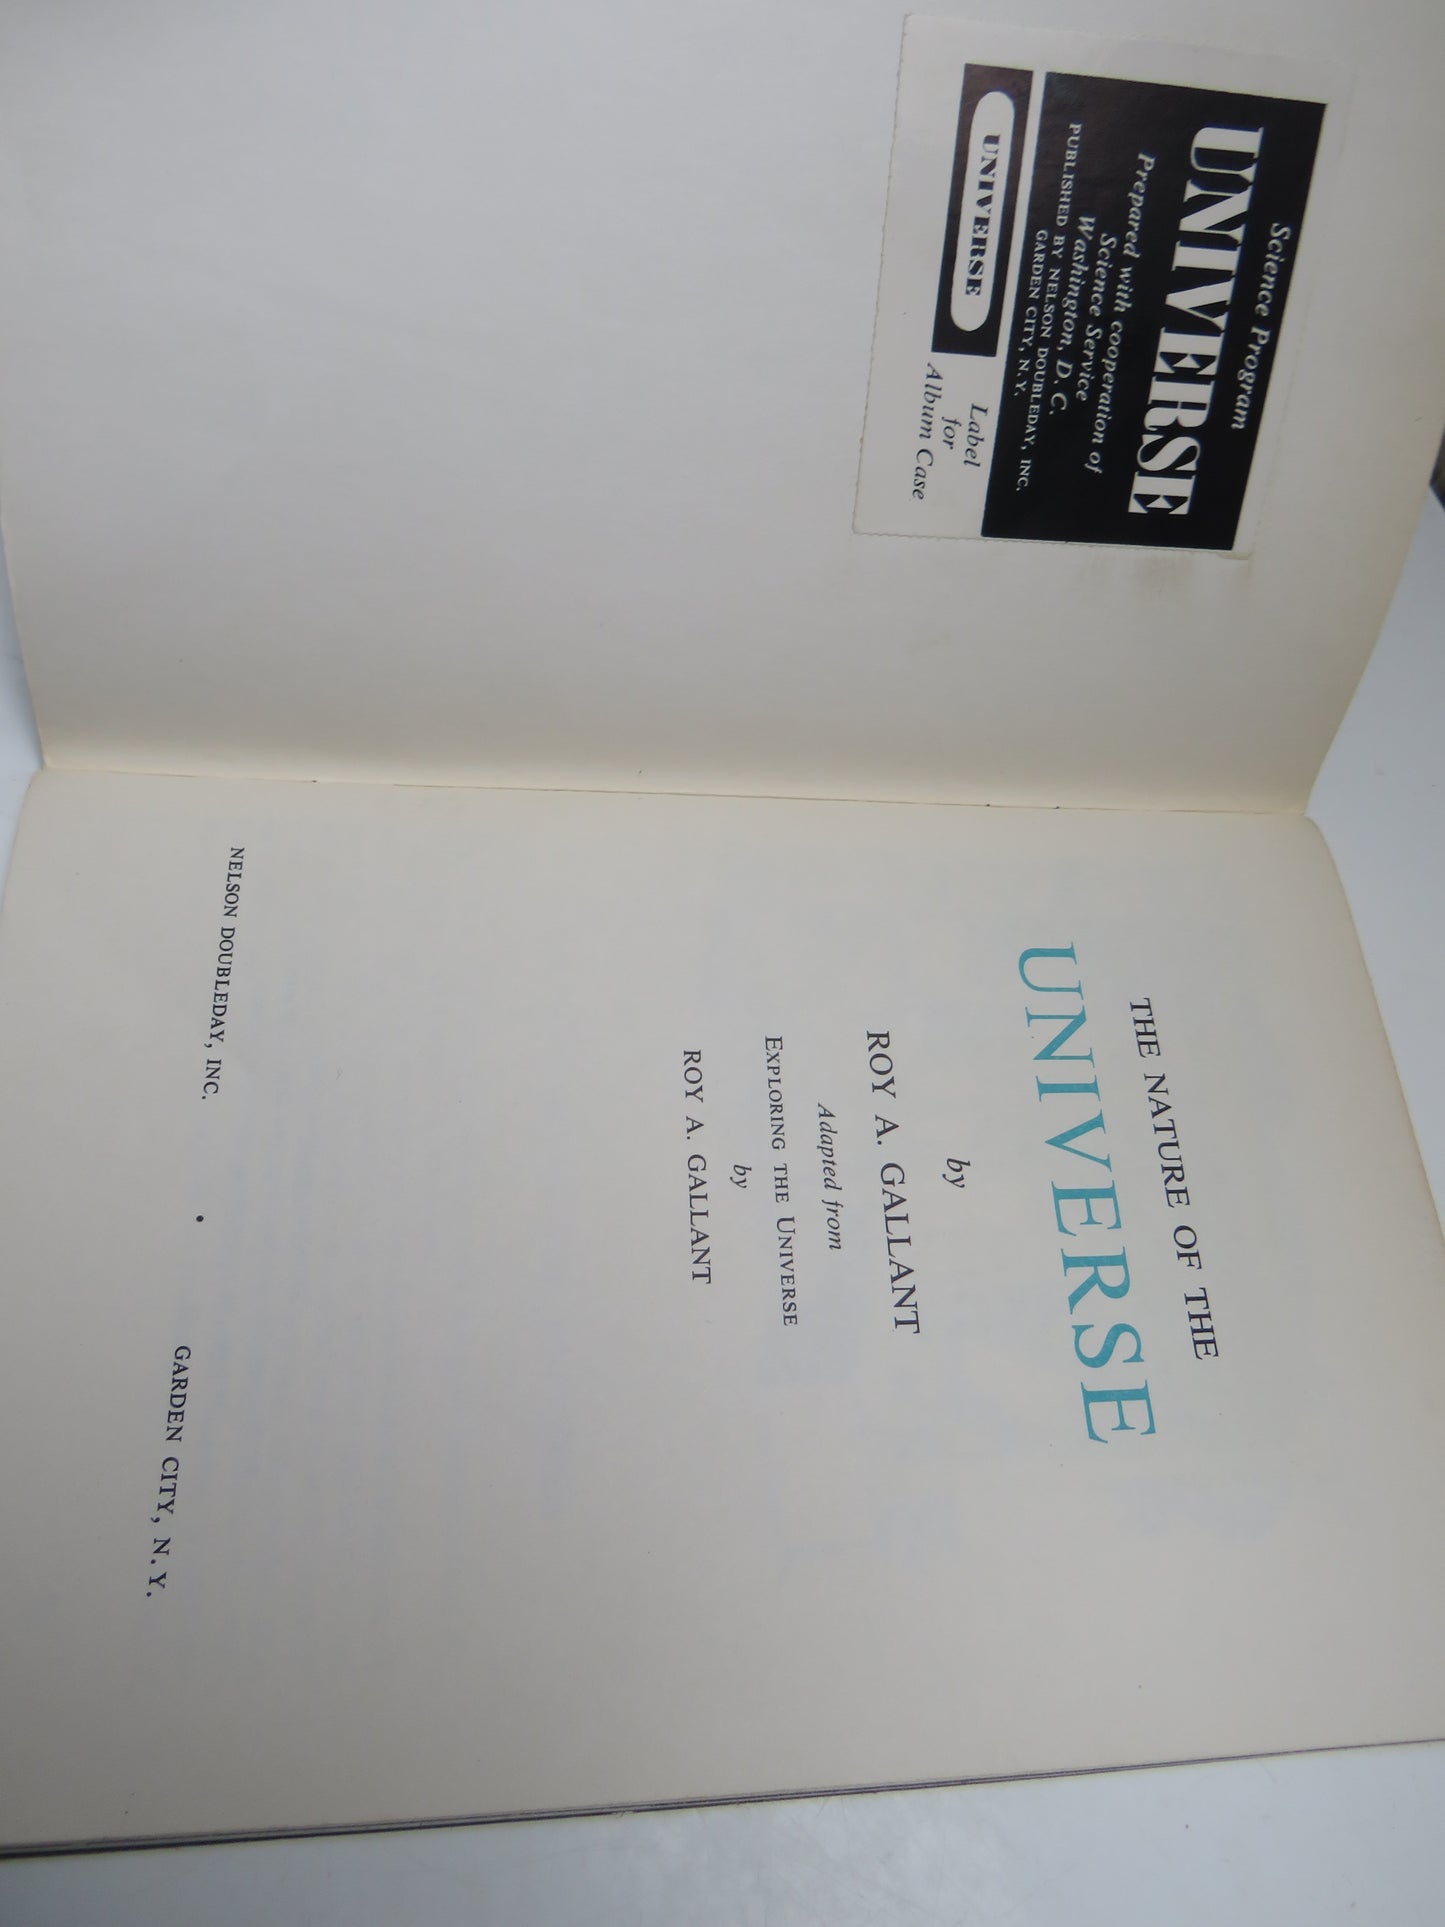 Science Program
UNIVERSE
Prepared with cooperation of
Science Service
Washington, D. C.
PUBLISHED BY NELSON DOUBLEDAY, INC.
GARDEN CITY, N.Y.
UNIVERSE
Label
for
Album Case
THE NATURE OF THE
UNIVERSE
by
ROY A. GALLANT
Adapted from
EXPLORING THE UNIVERSE
by
ROY A. GALLANT
NELSON DOUBLEDAY, INC. • GARDEN CITY, N. Y.